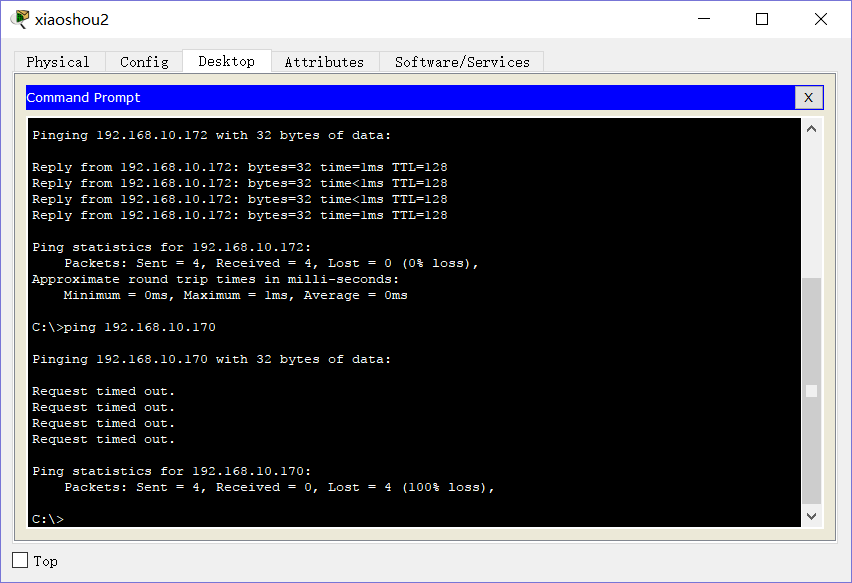 xiaoshou2
Physical Config Desktop Attributes Software/Services
Command Prompt X
Pinging 192.168.10.172 with 32 bytes of data:
Reply from 192.168.10.172: bytes=32 time=1ms TTL=128
Reply from 192.168.10.172: bytes=32 time<1ms TTL=128
Reply from 192.168.10.172: bytes=32 time<1ms TTL=128
Reply from 192.168.10.172: bytes=32 time=1ms TTL=128
Ping statistics for 192.168.10.172:
Packets: Sent = 4, Received = 4, Lost = 0 (0% loss),
Approximate round trip times in milli-seconds:
Minimum = 0ms, Maximum = 1ms, Average = 0ms
C:\>ping 192.168.10.170
Pinging 192.168.10.170 with 32 bytes of data:
Request timed out.
Request timed out.
Request timed out.
Request timed out.
Ping statistics for 192.168.10.170:
Packets: Sent = 4, Received = 0, Lost = 4 (100% loss),
C:\>
Top